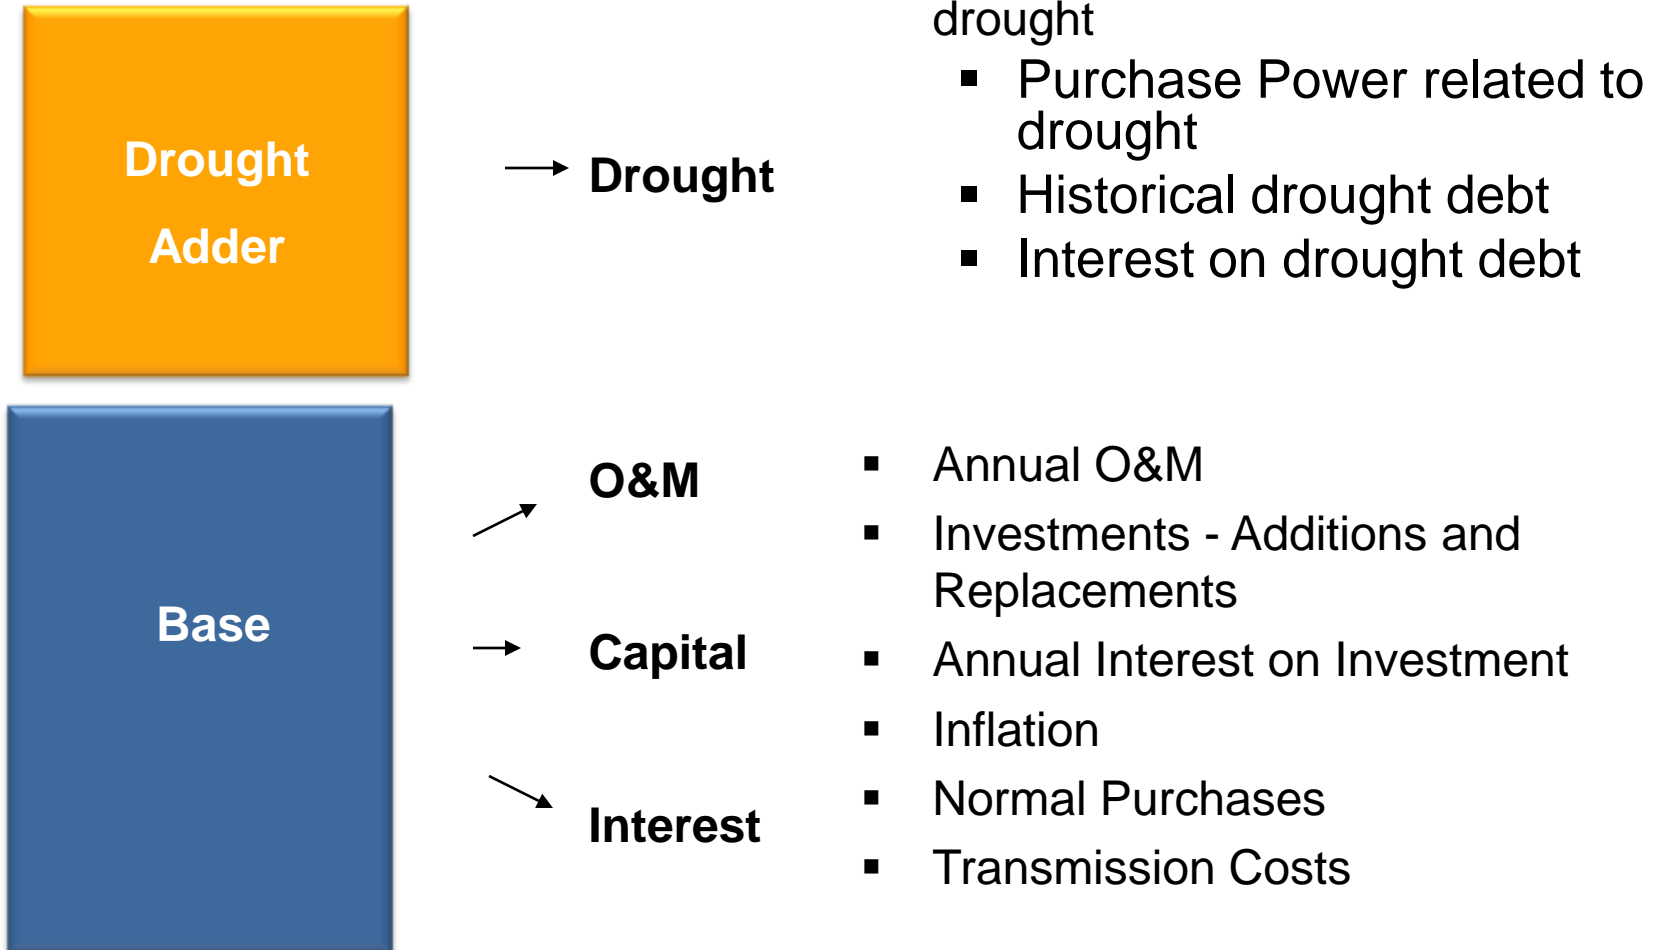 drought
▪ Purchase Power related to
drought
▪ Historical drought debt
▪ Interest on drought debt
Drought
Adder
Drought
Base
O&M
Capital
Interest
▪ Annual O&M
▪ Investments - Additions and
Replacements
▪ Annual Interest on Investment
▪ Inflation
▪ Normal Purchases
▪ Transmission Costs